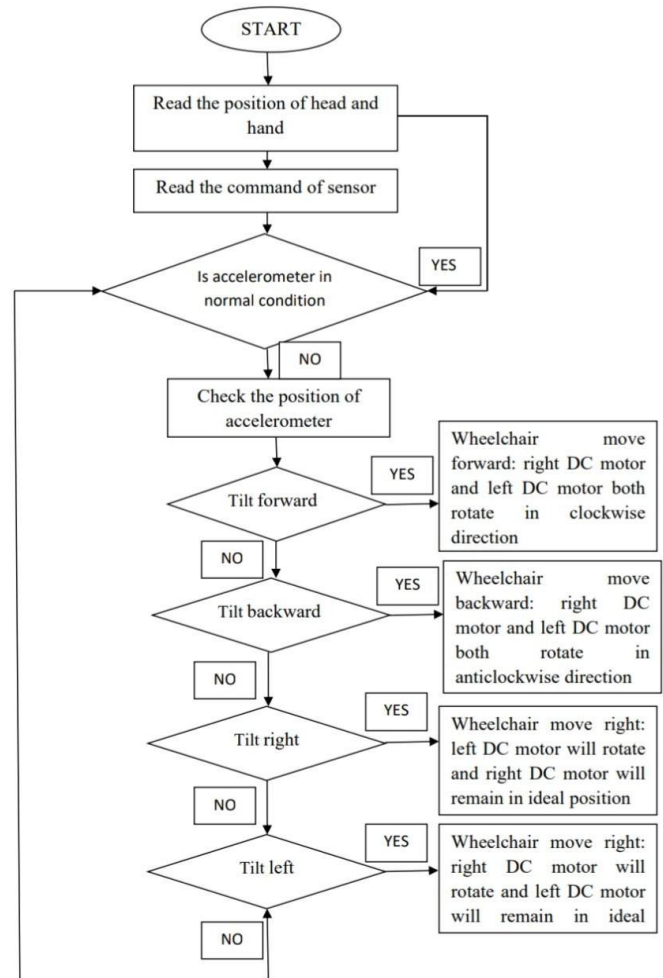 START
Read the position of head and
hand
Read the command of sensor
Is accelerometer in
normal condition
YES
NO
Check the position of
accelerometer
Tilt forward
YES
Wheelchair move
forward: right DC motor
and left DC motor both
rotate in clockwise
direction
NO
Tilt backward
YES
Wheelchair move
backward: right DC
motor and left DC motor
both rotate in
anticlockwise direction
NO
Tilt right
YES
Wheelchair move right:
left DC motor will rotate
and right DC motor will
remain in ideal position
NO
Tilt left
YES
Wheelchair move right:
right DC motor will
rotate and left DC motor
will remain in ideal
NO